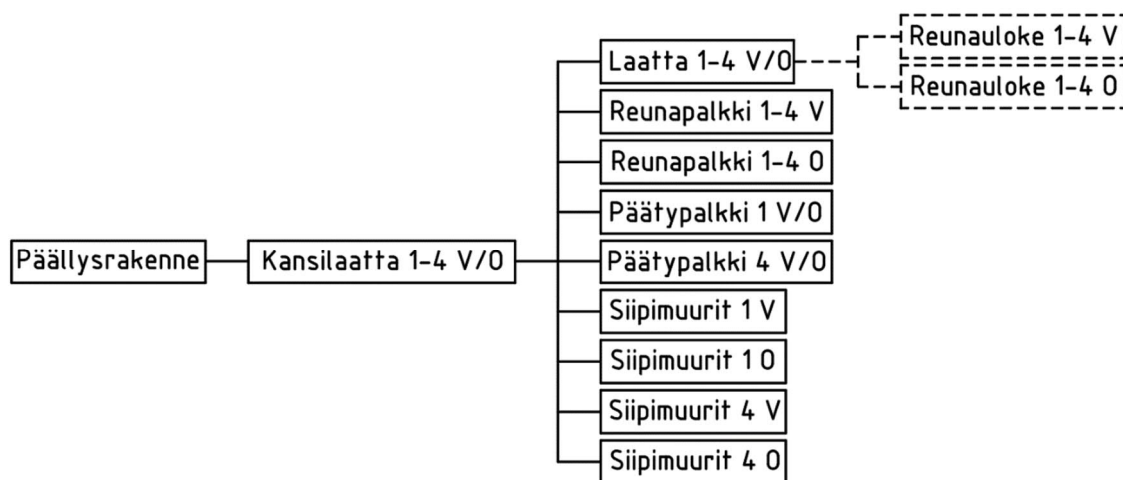 Reunauloke 1-4 V
Laatta 1-4 V/O
Reunauloke 1-4 O
Reunapalkki 1-4 V
Reunapalkki 1-4 O
Päätypalkki 1 V/O
Päällysrakenne
Kansilaatta 1-4 V/O
Päätypalkki 4 V/O
Siipimuurit 1 V
Siipimuurit 1 O
Siipimuurit 4 V
Siipimuurit 4 O